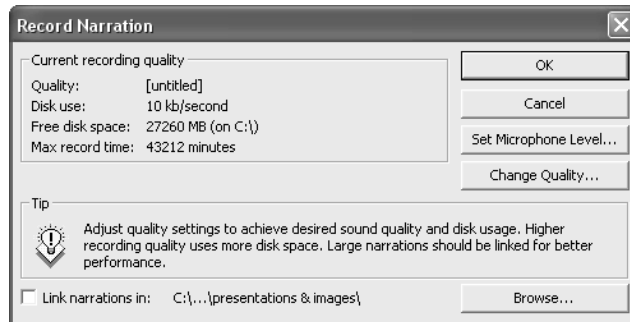 Record Narration
Current recording quality
Quality: [untitled]
Disk use: 10 kb/second
Free disk space: 27260 MB (on C:\)
Max record time: 43212 minutes
OK
Cancel
Set Microphone Level...
Change Quality...
Tip
Adjust quality settings to achieve desired sound quality and disk usage. Higher
recording quality uses more disk space. Large narrations should be linked for better
performance.
Link narrations in: C:\...\presentations & images\
Browse...